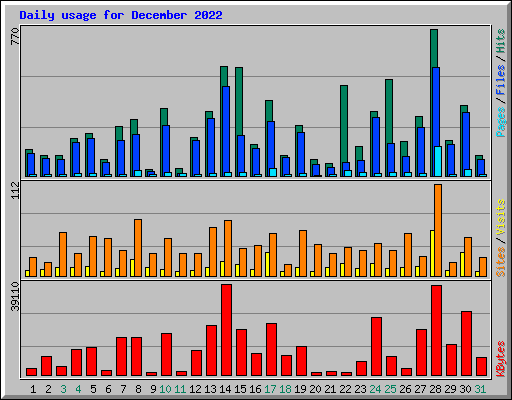 Daily usage for December 2022
770
Pages / Files / Hits
112
Sites / Visits
39110
KBytes
1 2 3 4 5 6 7 8 9 10 11 12 13 14 15 16 17 18 19 20 21 22 23 24 25 26 27 28 29 30 31